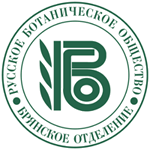 РУССКОЕ БОТАНИЧЕСКОЕ ОБЩЕСТВО
БРЯНСКОЕ ОТДЕЛЕНИЕ